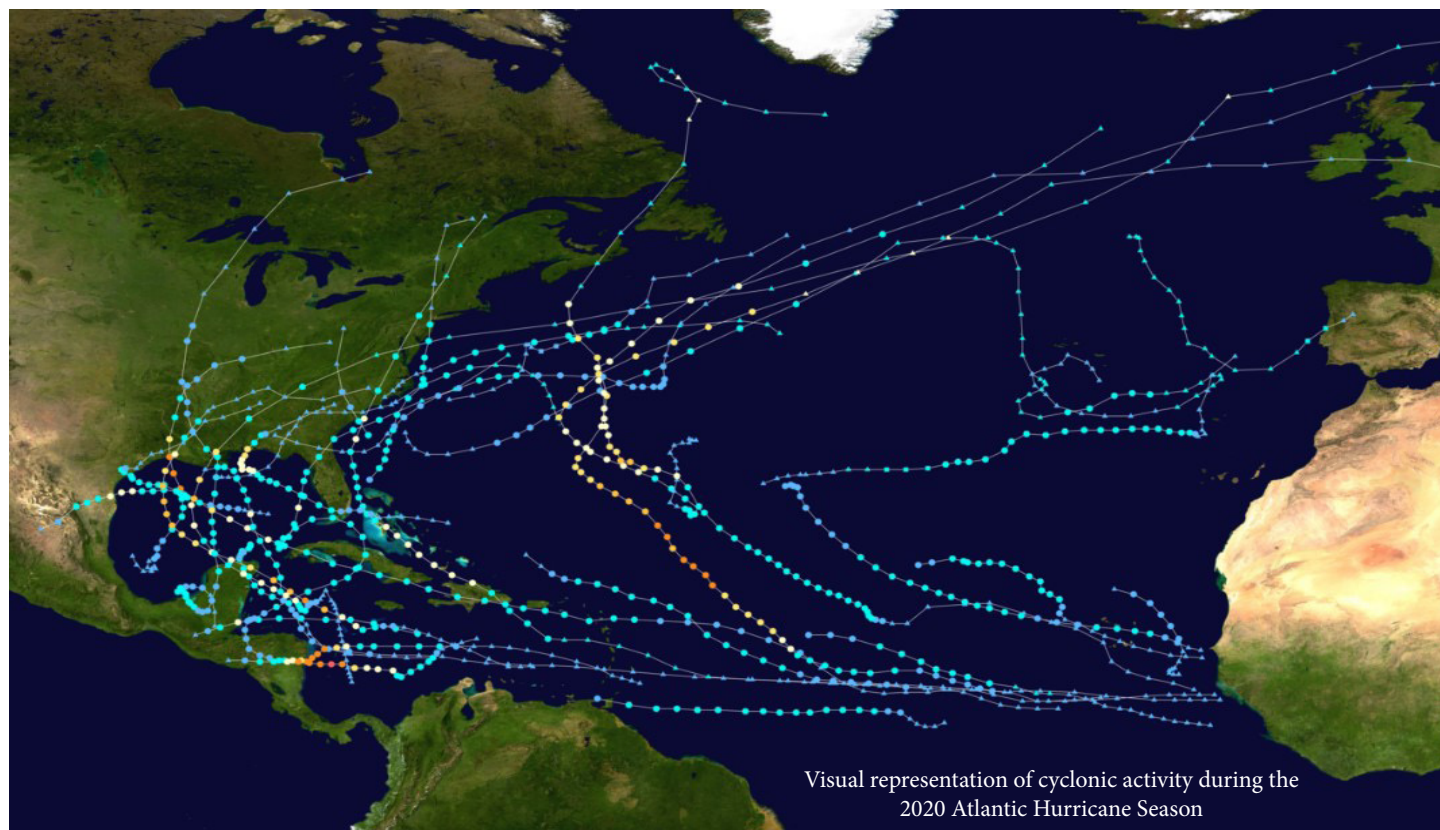 Visual representation of cyclonic activity during the
2020 Atlantic Hurricane Season